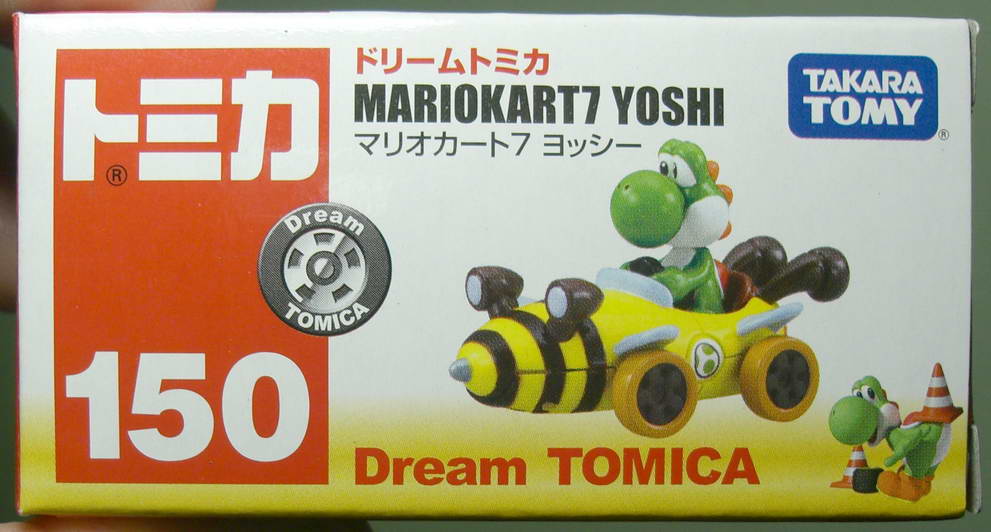 トミカ
®
Dream
TOMICA
150
ドリームトミカ
MARIOKART7 YOSHI
マリオカート7 ヨッシー
TAKARA
TOMY
®
Dream TOMICA